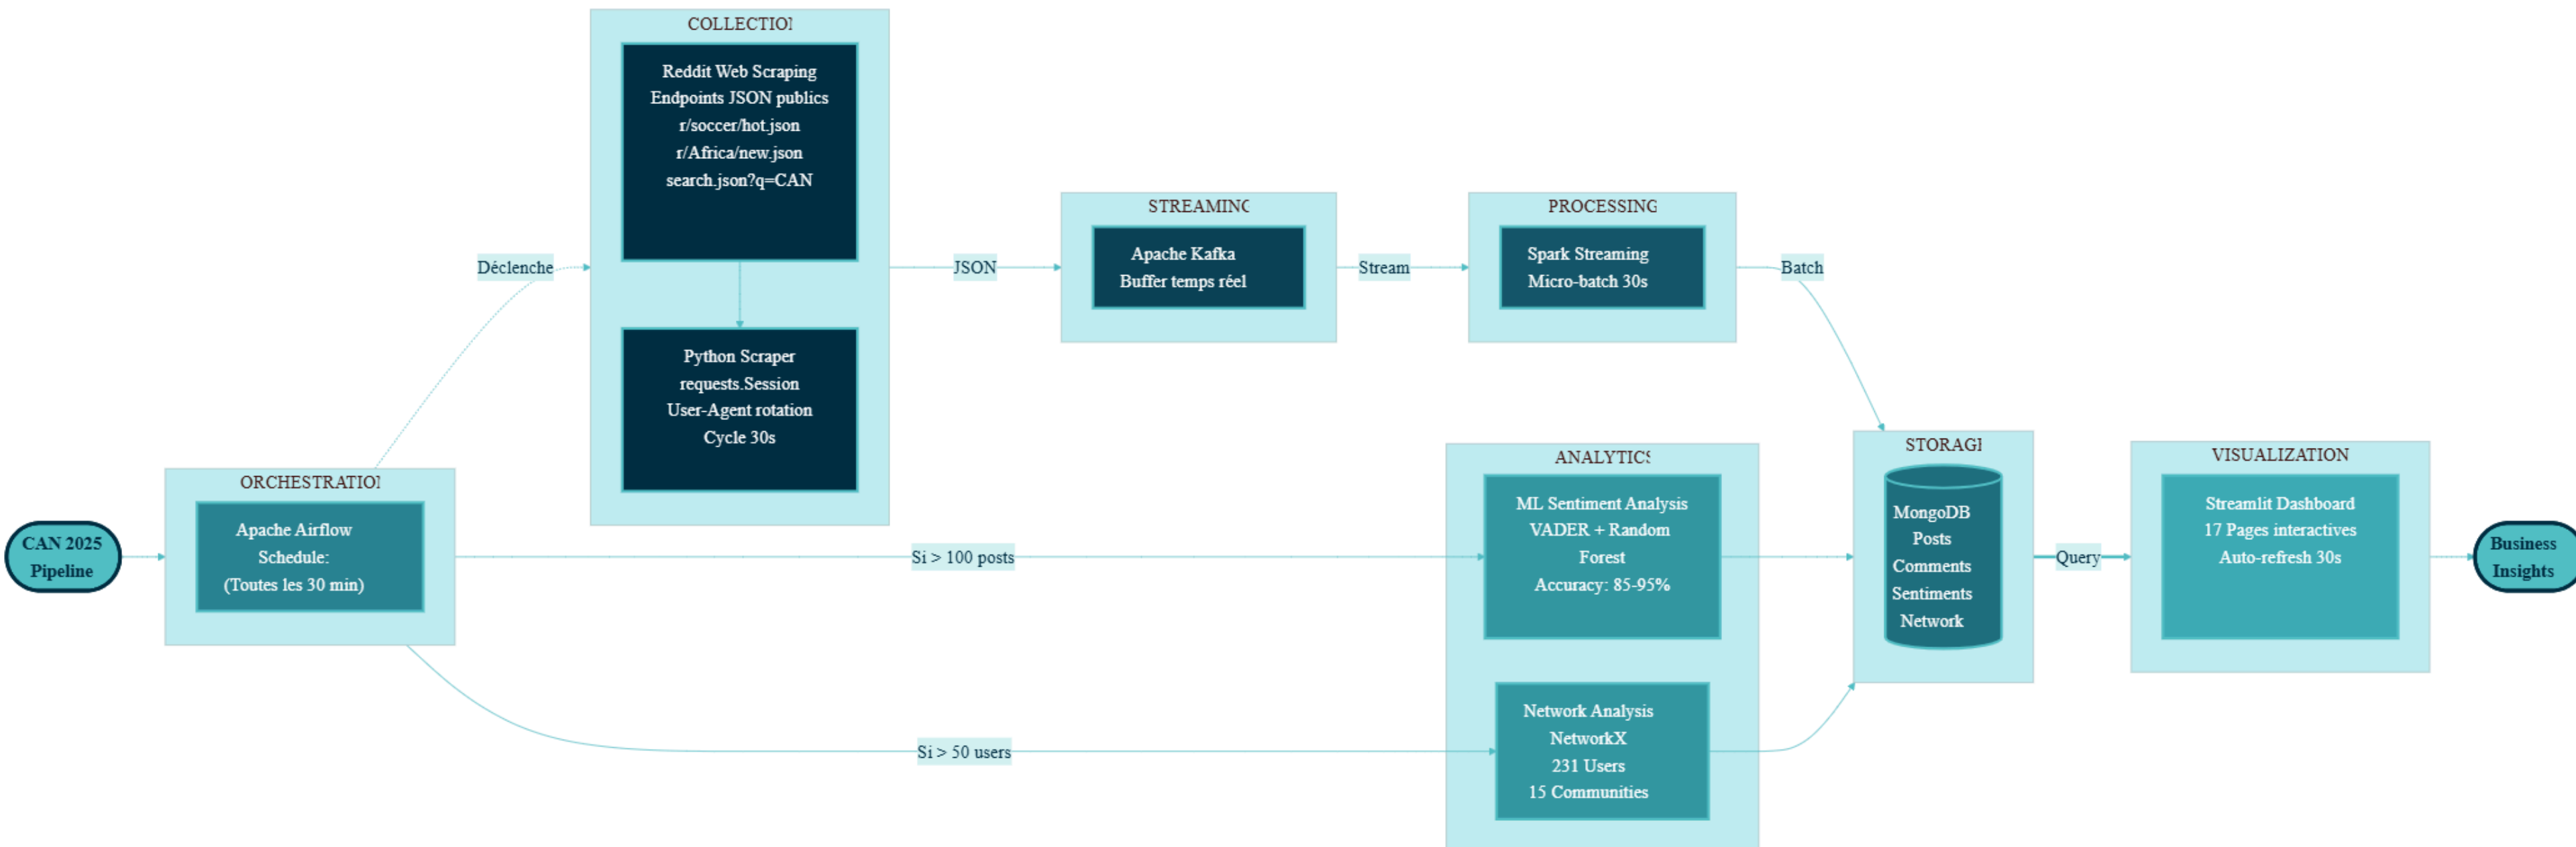 CAN 2025
Pipeline
ORCHESTRATION
Apache Airflow
Schedule:
(Toutes les 30 min)
Déclenche
Si > 100 posts
Si > 50 users
COLLECTION
Reddit Web Scraping
Endpoints JSON publics
r/soccer/hot.json
r/Africa/new.json
search.json?q=CAN
Python Scraper
requests.Session
User-Agent rotation
Cycle 30s
JSON
STREAMING
Apache Kafka
Buffer temps réel
Stream
PROCESSING
Spark Streaming
Micro-batch 30s
Batch
ANALYTICS
ML Sentiment Analysis
VADER + Random
Forest
Accuracy: 85-95%
Network Analysis
NetworkX
231 Users
15 Communities
STORAGE
MongoDB
Posts
Comments
Sentiments
Network
Query
VISUALIZATION
Streamlit Dashboard
17 Pages interactives
Auto-refresh 30s
Business
Insights